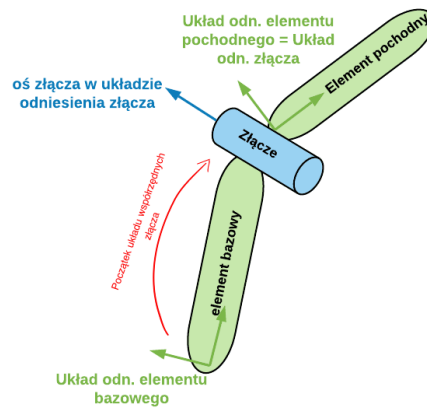 Układ odn. elementu
pochodnego = Układ
odn. złącza
Element pochodny
oś złącza w układzie
odniesienia złącza
Złącze
Początek układu współrzędnych
złącza
element bazowy
Układ odn. elementu
bazowego